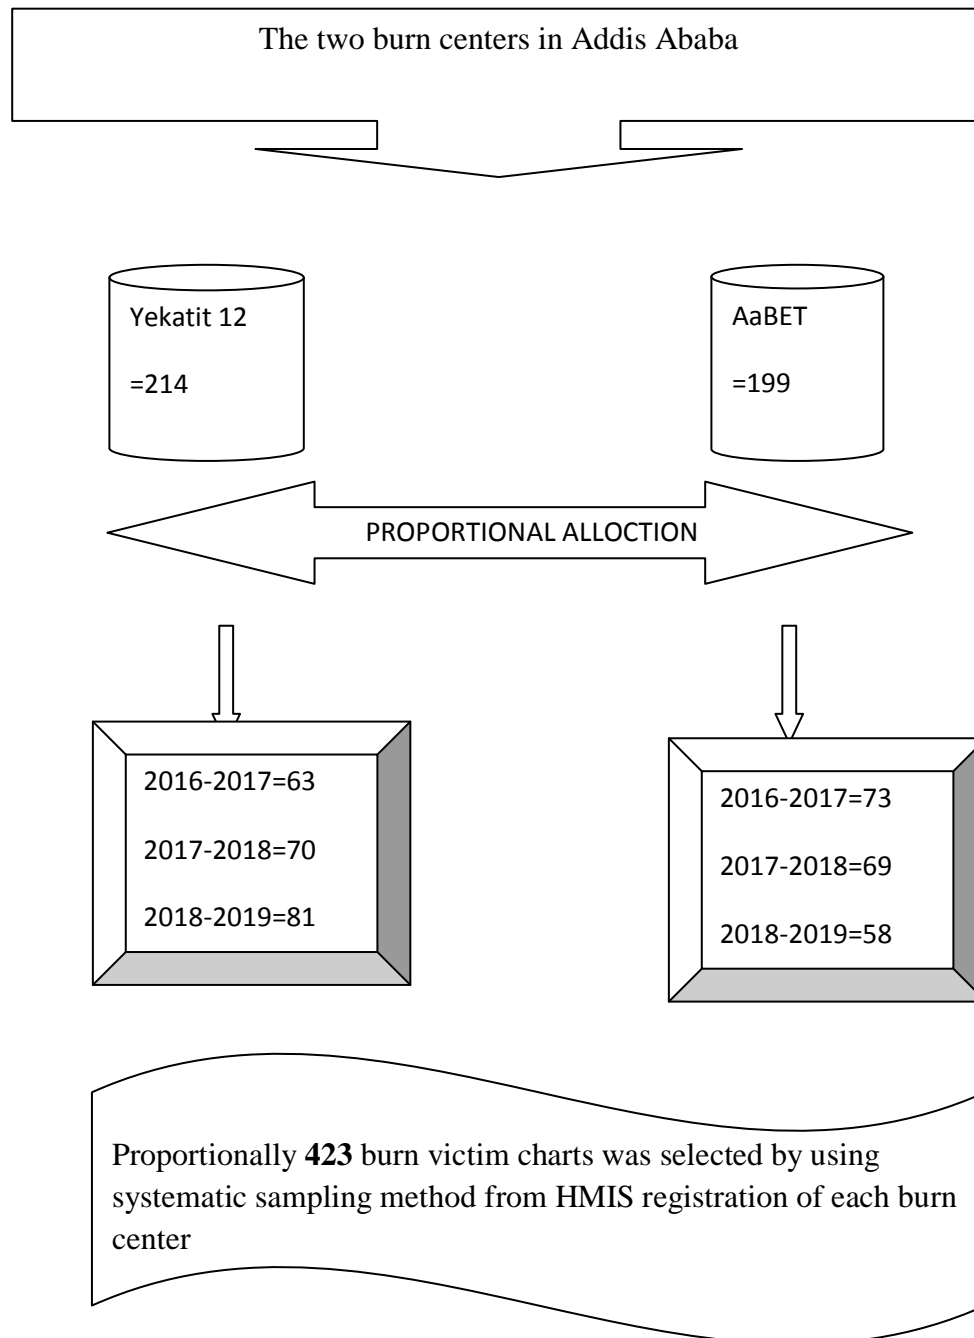 The two burn centers in Addis Ababa
Yekatit 12
=214
AaBET
=199
PROPORTIONAL ALLOCTION
2016-2017=63
2017-2018=70
2018-2019=81
2016-2017=73
2017-2018=69
2018-2019=58
Proportionally 423 burn victim charts was selected by using
systematic sampling method from HMIS registration of each burn
center